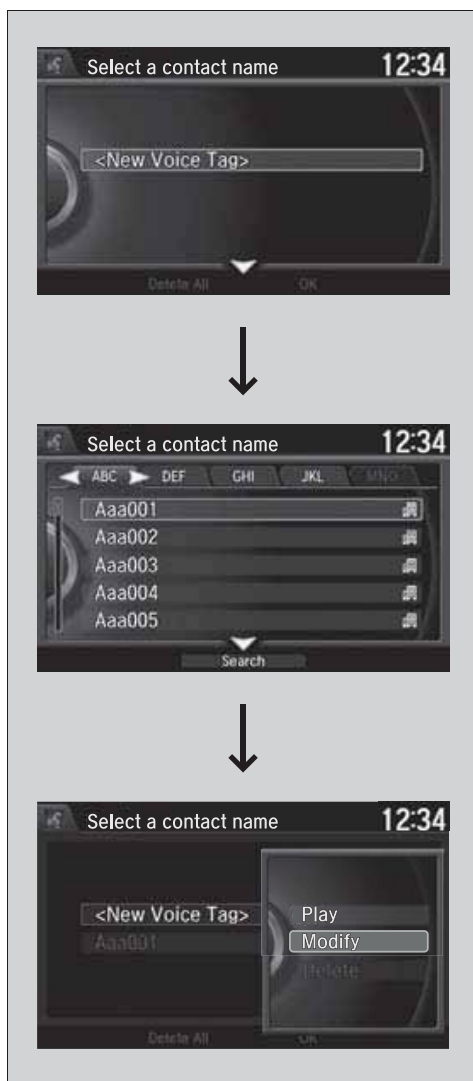 Select a contact name 12:34
<New Voice Tag>
Delete All OK
Select a contact name 12:34
ABC DEF GHI JKL MNO
Aaa001
Aaa002
Aaa003
Aaa004
Aaa005
Search
Select a contact name 12:34
<New Voice Tag> Play
Aaa001 Modify
Delete
Delete All OK